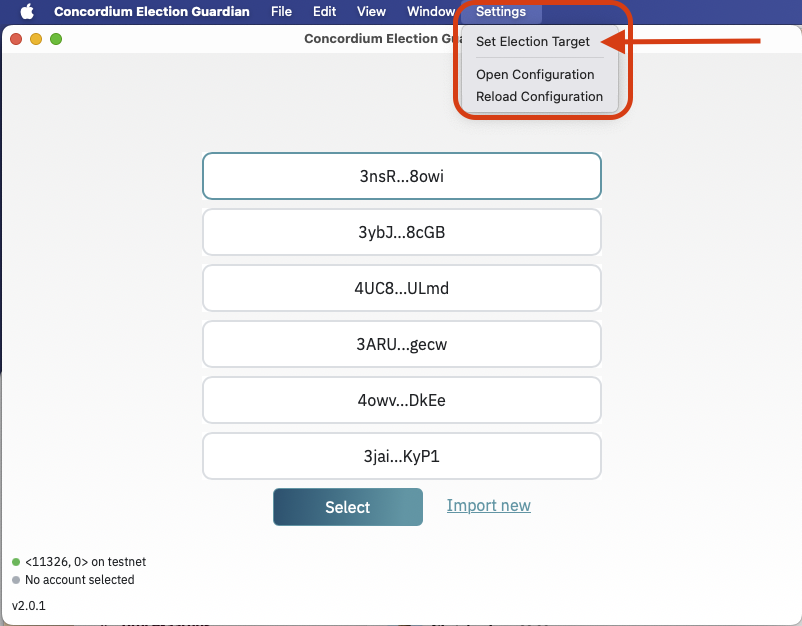 Concordium Election Guardian File Edit View Window Settings
Concordium Election Gua
Set Election Target
Open Configuration
Reload Configuration
3nsR...8owi
3ybJ...8cGB
4UC8...ULmd
3ARU...gecw
4owv...DkEe
3jai...KyP1
Select Import new
<11326, 0> on testnet
No account selected
v2.0.1